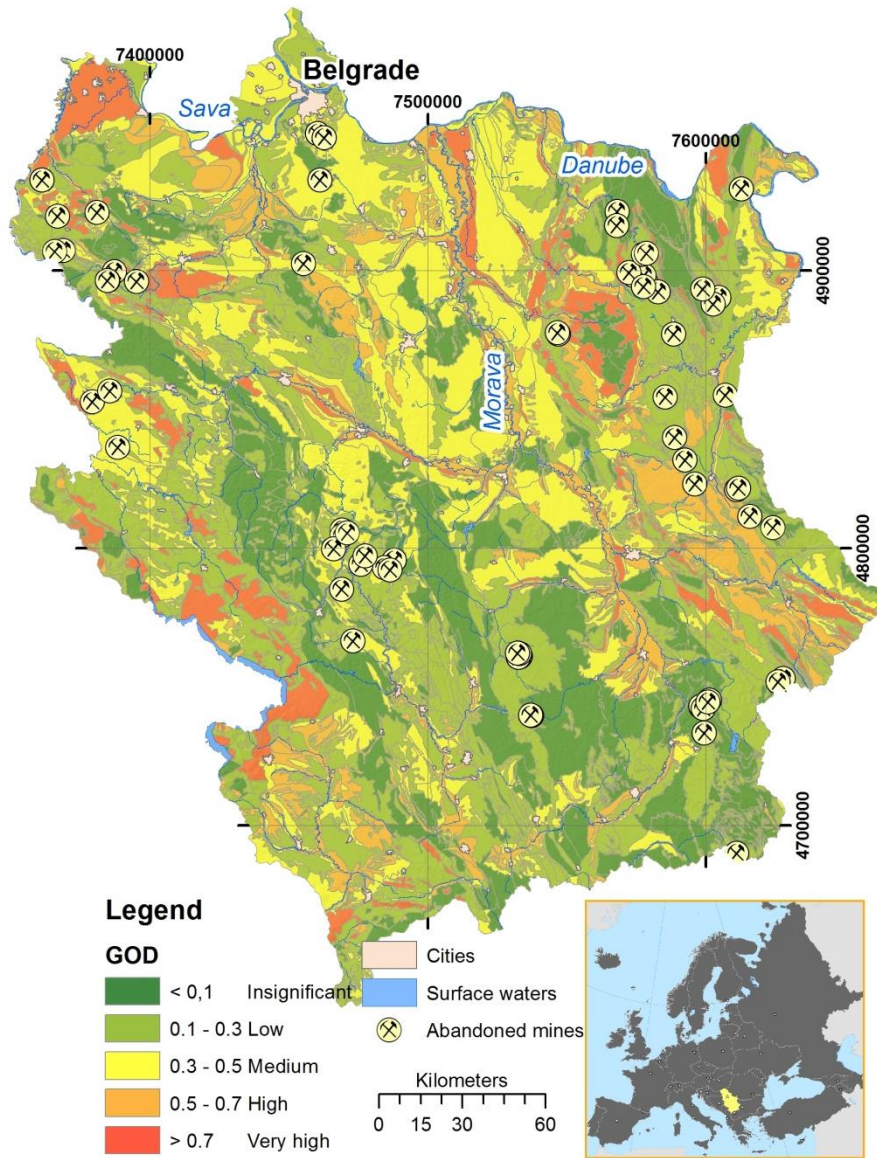 7400000
Belgrade
7500000
Sava
Danube
7600000
4900000
Morava
4800000
4700000
Legend
GOD
< 0,1 Insignificant
0.1 - 0.3 Low
0.3 - 0.5 Medium
0.5 - 0.7 High
> 0.7 Very high
Cities
Surface waters
Abandoned mines
Kilometers
0 30 60